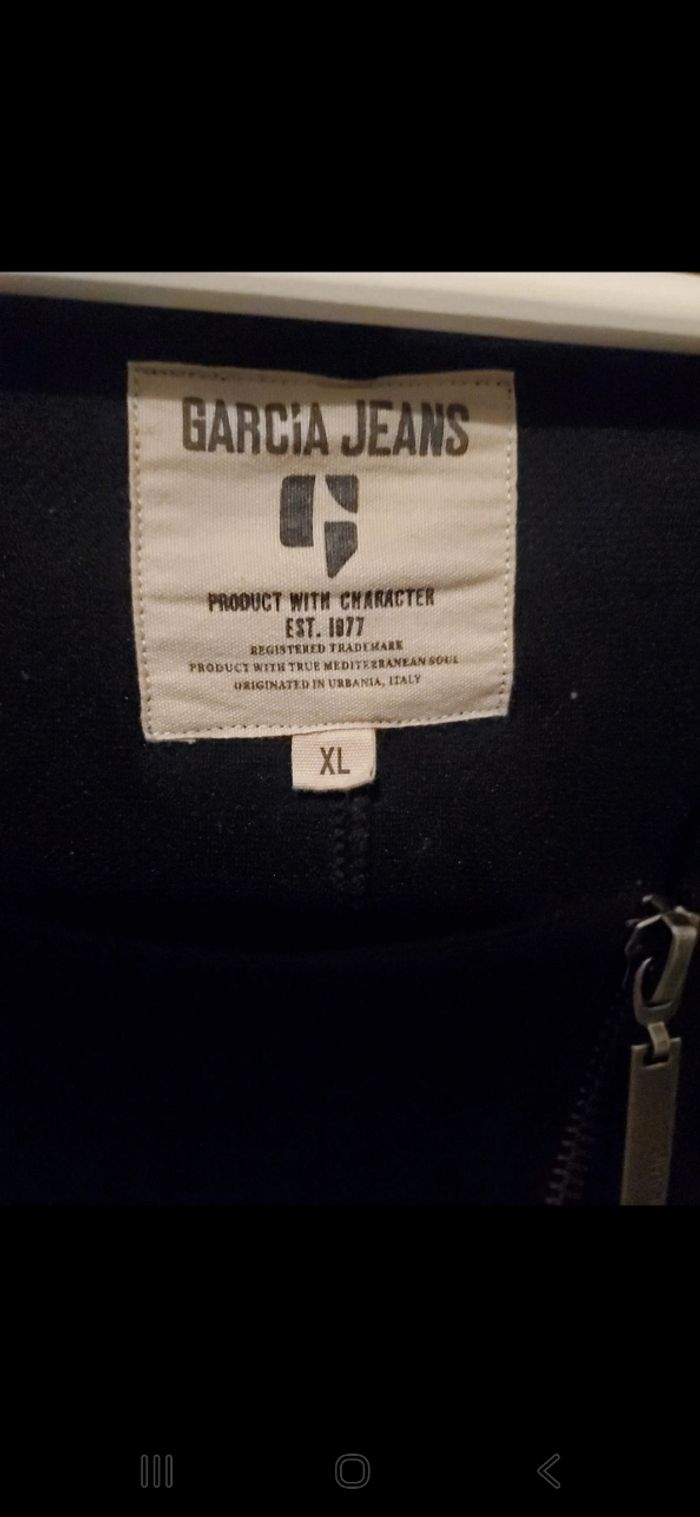 GARCIA JEANS
PRODUCT WITH CHARACTER
EST. 1977
REGISTERED TRADEMARK
PRODUCT WITH TRUE MEDITERRANEAN SOUL
ORIGINATED IN URBANIA, ITALY
XL